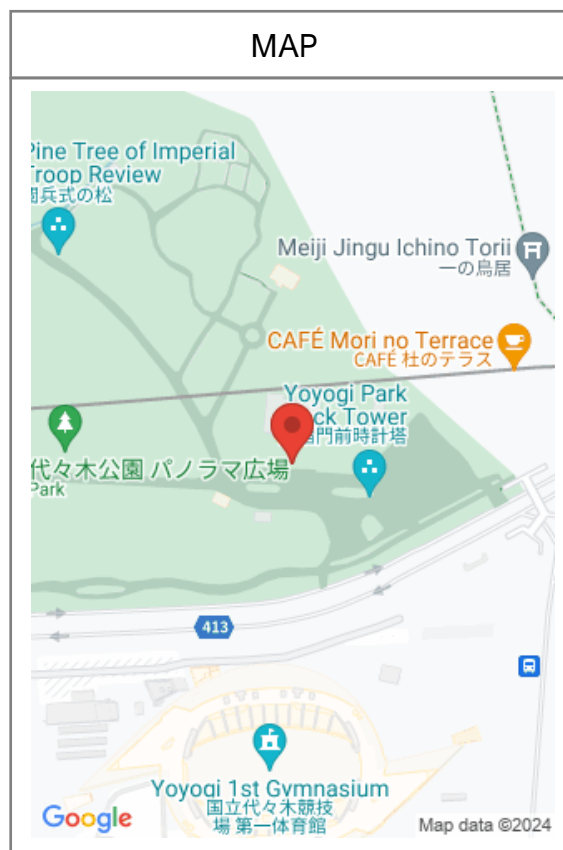 MAP
Pine Tree of Imperial
Troop Review
閲兵式の松
Meiji Jingu Ichino Torii
一の鳥居
CAFÉ Mori no Terrace
CAFÉ 杜のテラス
Yoyogi Park
ck Tower
門前時計塔
代々木公園 パノラマ広場
Park
413
Yoyogi 1st Gymnasium
国立代々木競技
場 第一体育館
Google
Map data ©2024